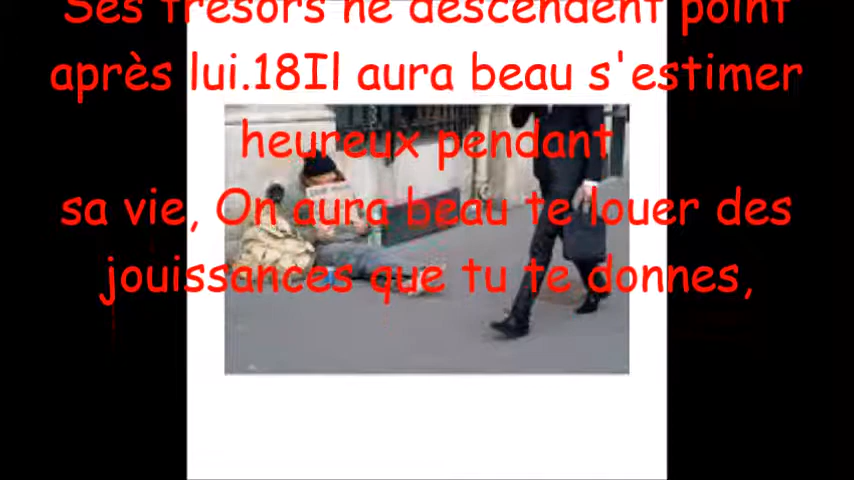 Ses trésors ne descendent point
après lui.18Il aura beau s'estimer
heureux pendant
sa vie, On aura beau te louer des
jouissances que tu te donnes,